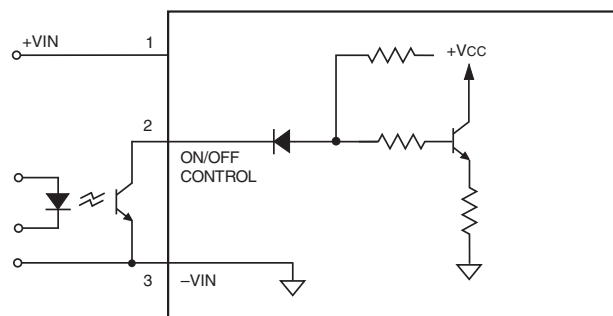 +VIN
1
+VCC
2
ON/OFF
CONTROL
3
–VIN